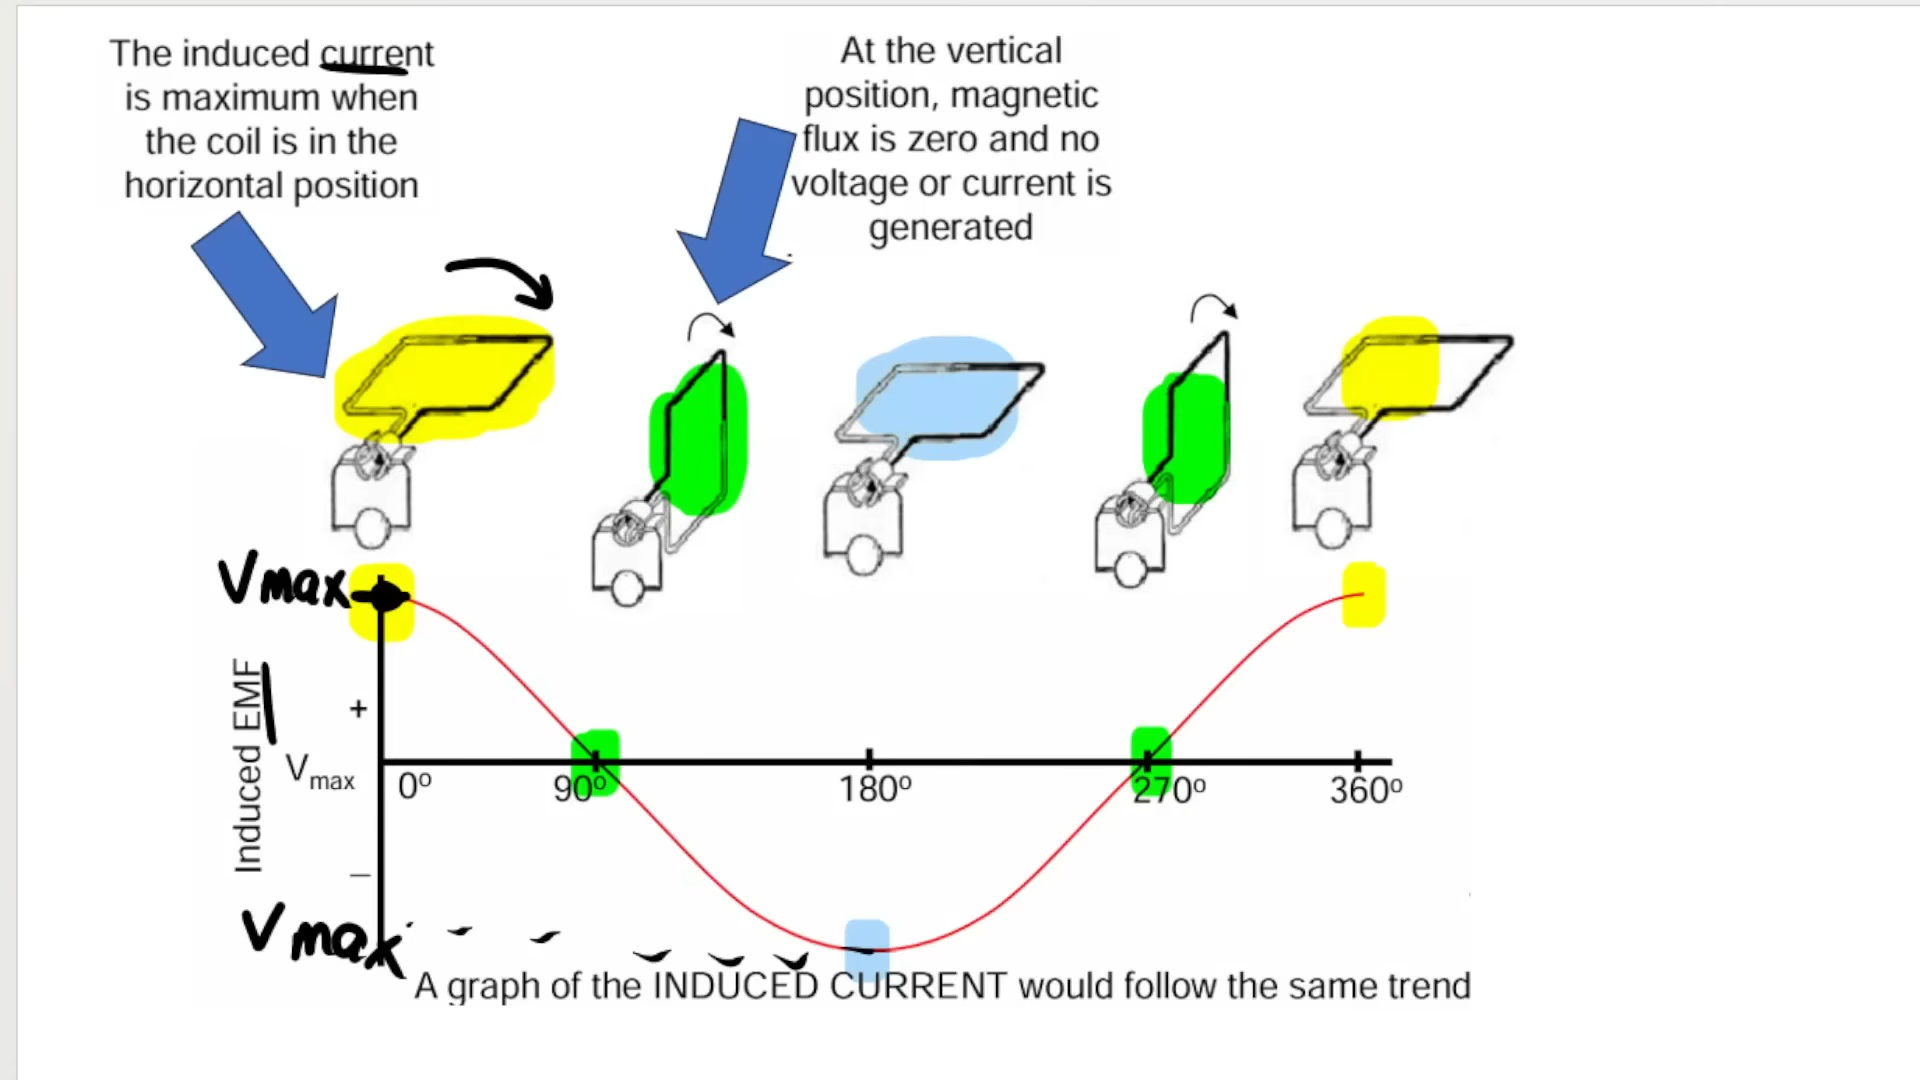 The induced current
is maximum when
the coil is in the
horizontal position
At the vertical
position, magnetic
flux is zero and no
voltage or current is
generated
Vmax
Induced EMF
+
Vmax
0º
90º
180º
270º
360º
–
Vmax
A graph of the INDUCED CURRENT would follow the same trend